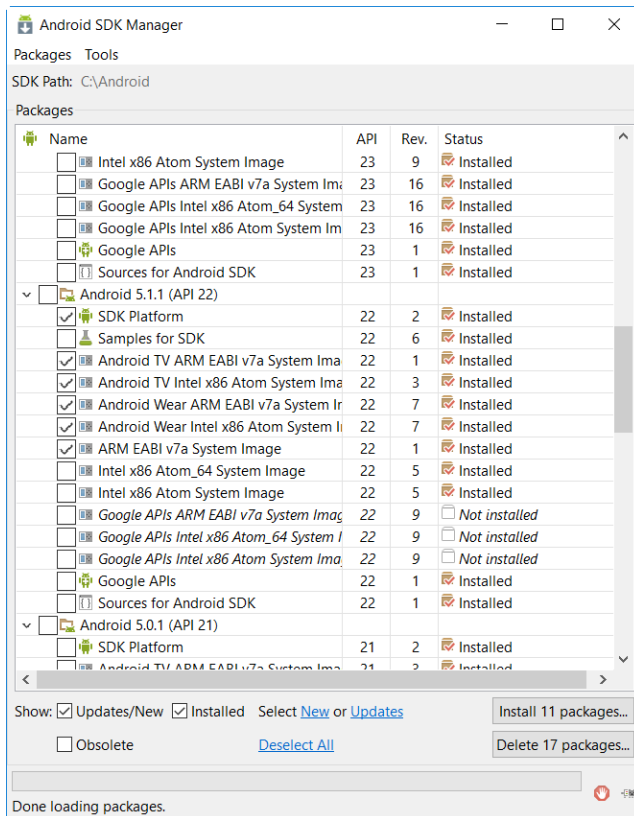 Android SDK Manager
Packages Tools
SDK Path: C:\Android
Packages
Name API Rev. Status
Intel x86 Atom System Image 23 9 Installed
Google APIs ARM EABI v7a System Ima 23 16 Installed
Google APIs Intel x86 Atom_64 System 23 16 Installed
Google APIs Intel x86 Atom System Im 23 16 Installed
Google APIs 23 1 Installed
Sources for Android SDK 23 1 Installed
Android 5.1.1 (API 22)
SDK Platform 22 2 Installed
Samples for SDK 22 6 Installed
Android TV ARM EABI v7a System Ima 22 1 Installed
Android TV Intel x86 Atom System Ima 22 3 Installed
Android Wear ARM EABI v7a System Ir 22 7 Installed
Android Wear Intel x86 Atom System I 22 7 Installed
ARM EABI v7a System Image 22 1 Installed
Intel x86 Atom_64 System Image 22 5 Installed
Intel x86 Atom System Image 22 5 Installed
Google APIs ARM EABI v7a System Imag 22 9 Not installed
Google APIs Intel x86 Atom_64 System I 22 9 Not installed
Google APIs Intel x86 Atom System Ima 22 9 Not installed
Google APIs 22 1 Installed
Sources for Android SDK 22 1 Installed
Android 5.0.1 (API 21)
SDK Platform 21 2 Installed
Android TV ARM EABI v7a System Ima 21 Installed
Show: Updates/New Installed Select New or Updates Install 11 packages...
Obsolete Deselect All Delete 17 packages...
Done loading packages.